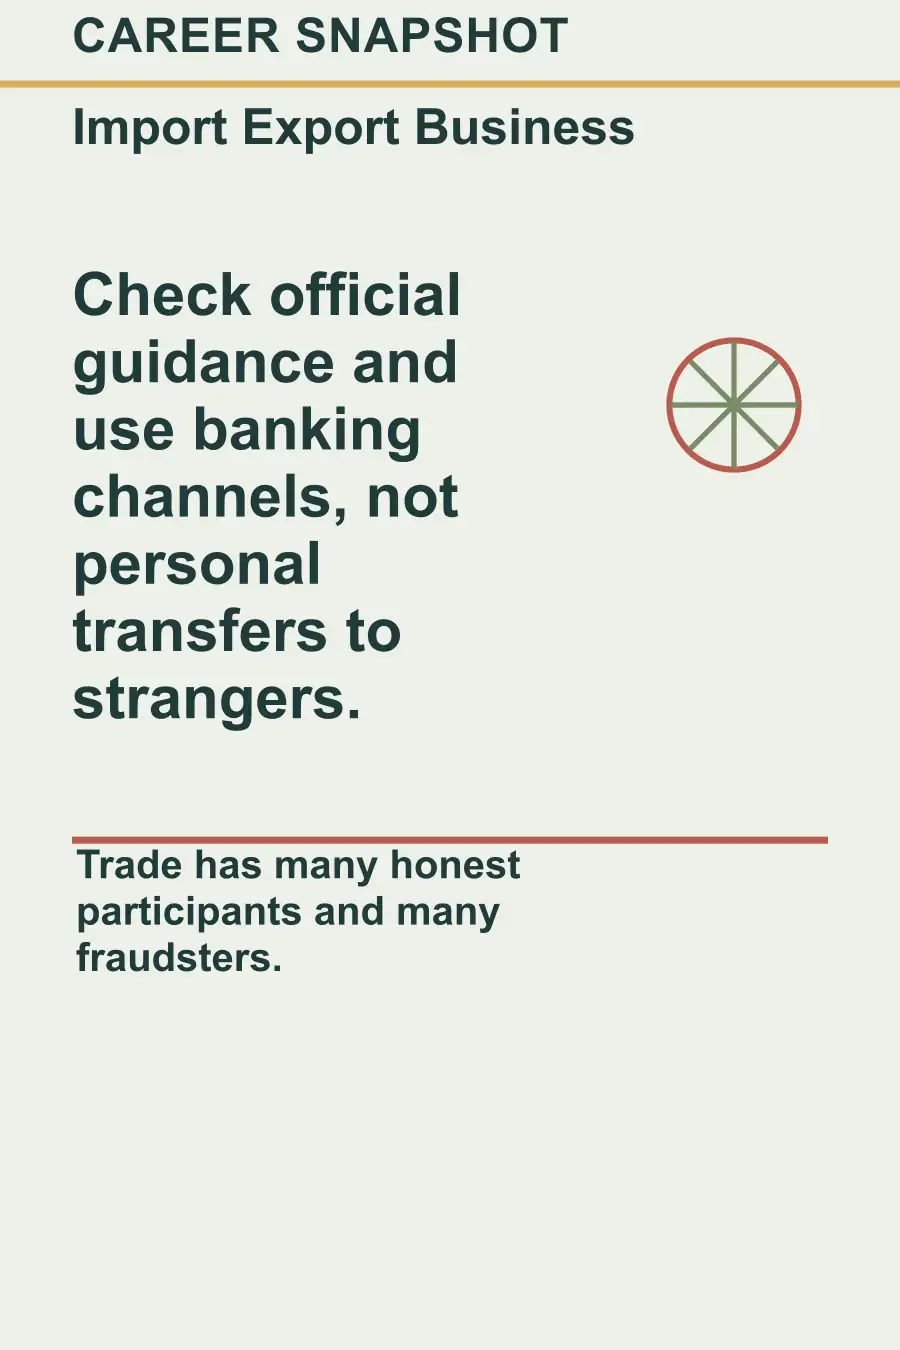 CAREER SNAPSHOT
Import Export Business
Check official
guidance and
use banking
channels, not
personal
transfers to
strangers.
Trade has many honest
participants and many
fraudsters.